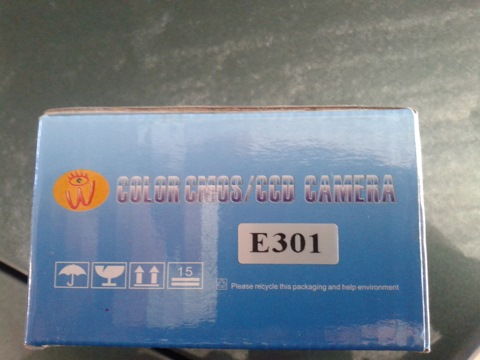 W
COLOR CMOS/CCD CAMERA
E301
15
Please recycle this packaging and help environment